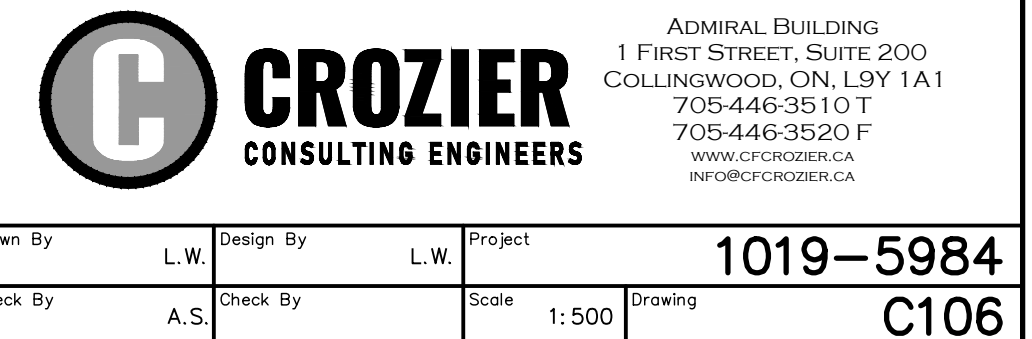 C
CROZIER
CONSULTING ENGINEERS
ADMIRAL BUILDING
1 FIRST STREET, SUITE 200
COLLINGWOOD, ON, L9Y 1A1
705-446-3510 T
705-446-3520 F
WWW.CFCROZIER.CA
INFO@CFCROZIER.CA
By L.W.
Design By L.W.
Project 1019-5984
By A.S.
Check By
Scale 1:500
Drawing C106